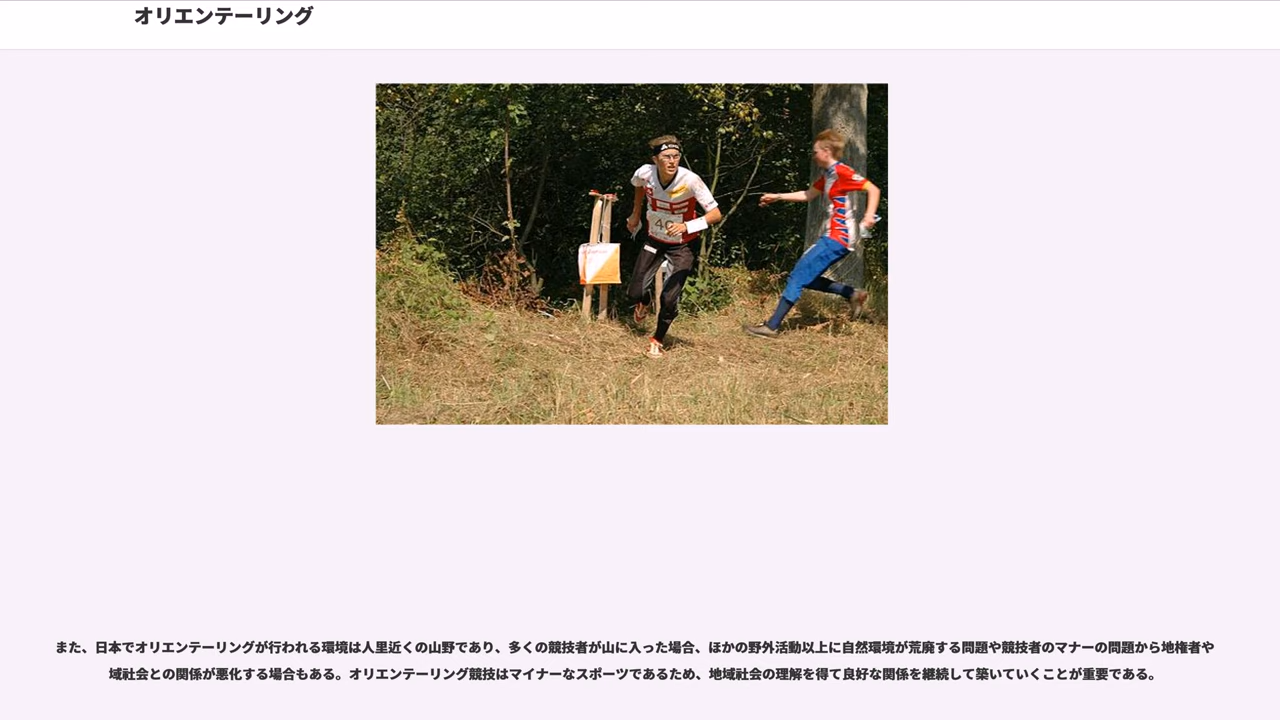 オリエンテーリング
40
また、日本でオリエンテーリングが行われる環境は人里近くの山野であり、多くの競技者が山に入った場合、ほかの野外活動以上に自然環境が荒廃する問題や競技者のマナーの問題から地権者や
域社会との関係が悪化する場合もある。オリエンテーリング競技はマイナーなスポーツであるため、地域社会の理解を得て良好な関係を継続して築いていくことが重要である。